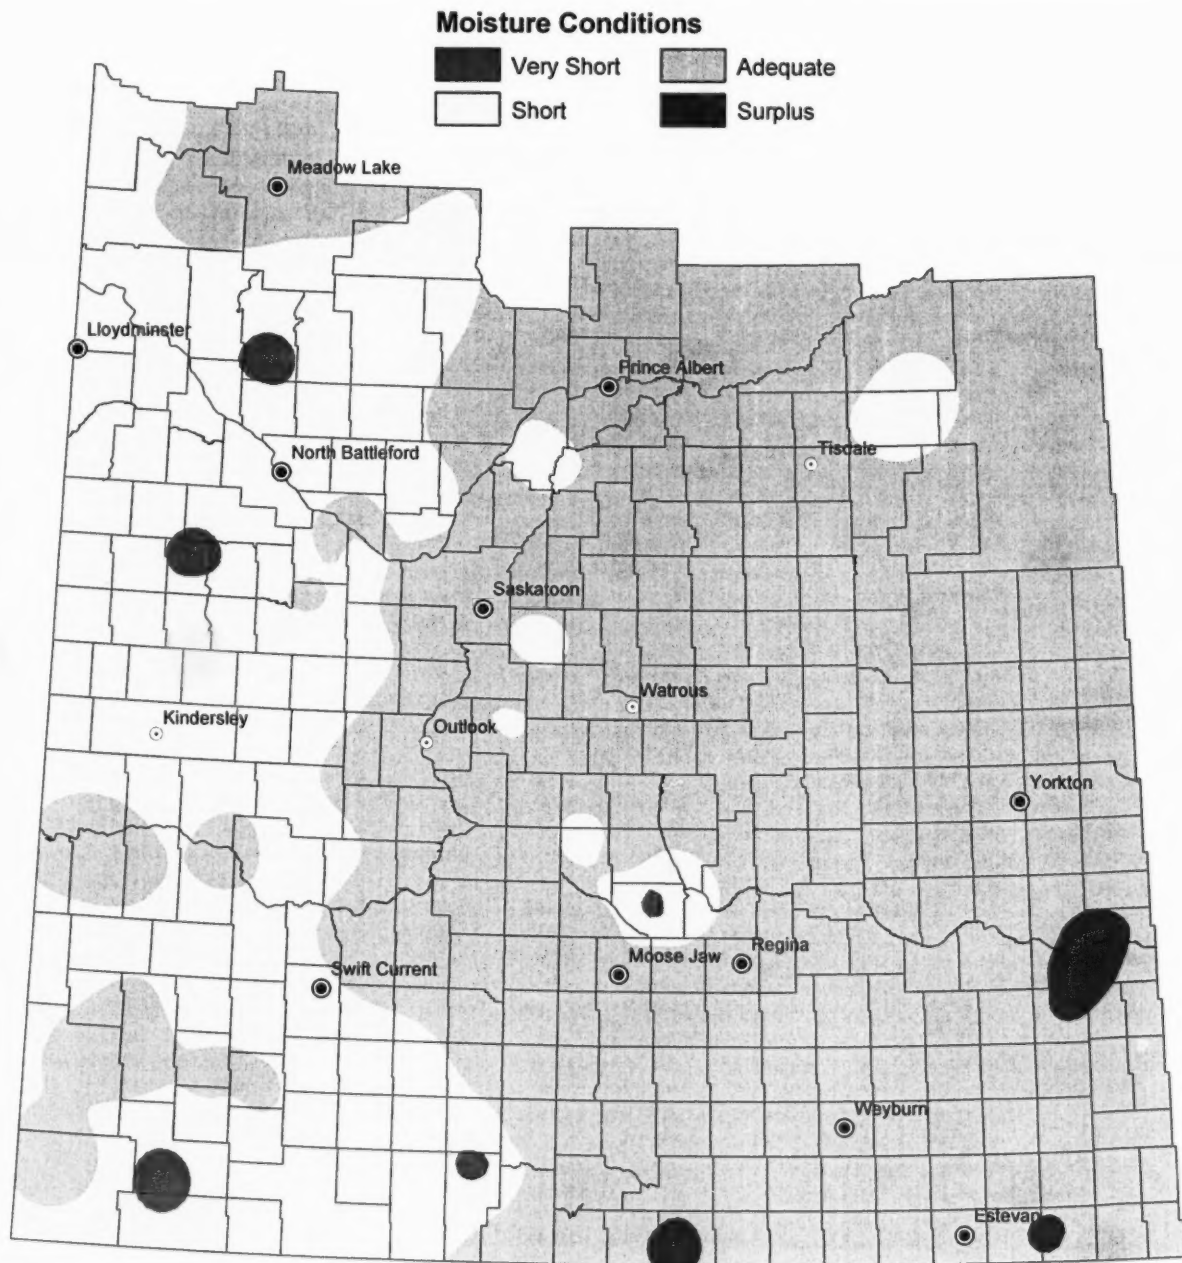 Moisture Conditions
Very Short
Adequate
Short
Surplus
Meadow Lake
Lloydminster
Prince Albert
North Battleford
Tisdale
Saskatoon
Watrous
Kindersley
Outlook
Yorkton
Regina
Moose Jaw
Swift Current
Weyburn
Estevan